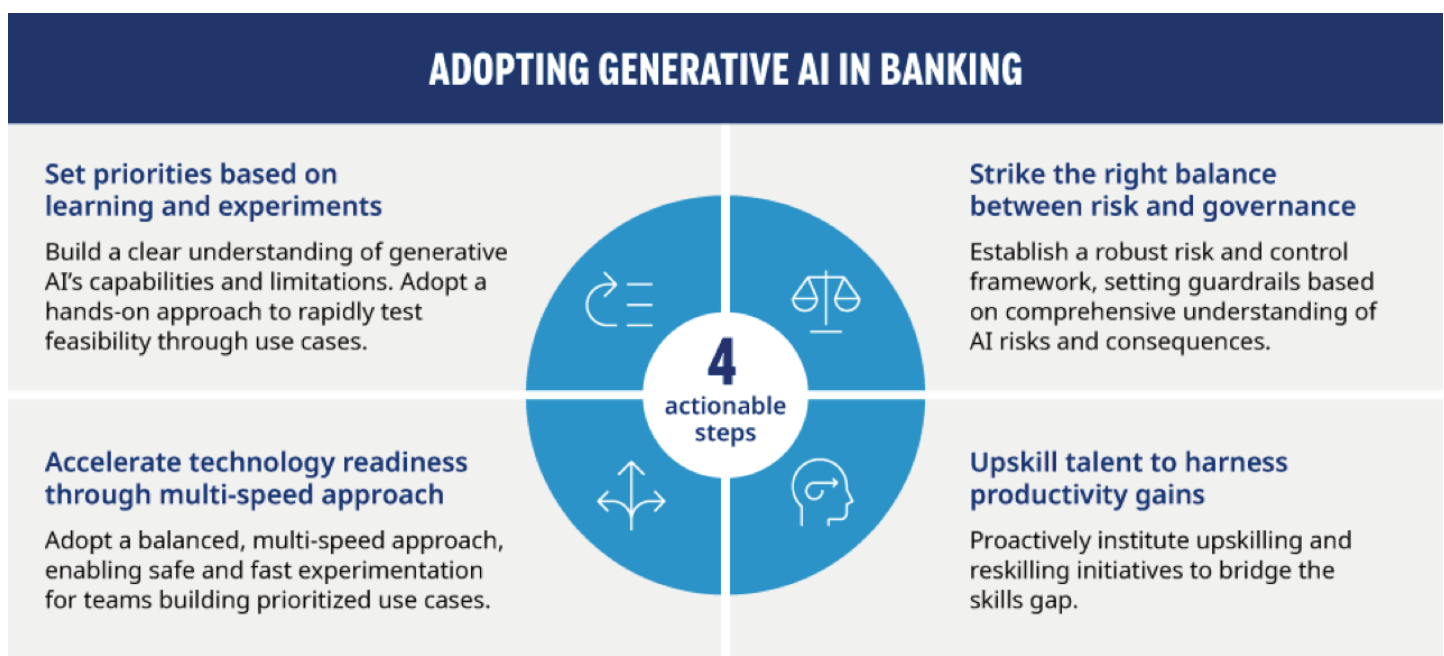 ADOPTING GENERATIVE AI IN BANKING
Set priorities based on
learning and experiments
Build a clear understanding of generative
AI’s capabilities and limitations. Adopt a
hands-on approach to rapidly test
feasibility through use cases.
Strike the right balance
between risk and governance
Establish a robust risk and control
framework, setting guardrails based
on comprehensive understanding of
AI risks and consequences.
4
actionable
steps
Accelerate technology readiness
through multi-speed approach
Adopt a balanced, multi-speed approach,
enabling safe and fast experimentation
for teams building prioritized use cases.
Upskill talent to harness
productivity gains
Proactively institute upskilling and
reskilling initiatives to bridge the
skills gap.